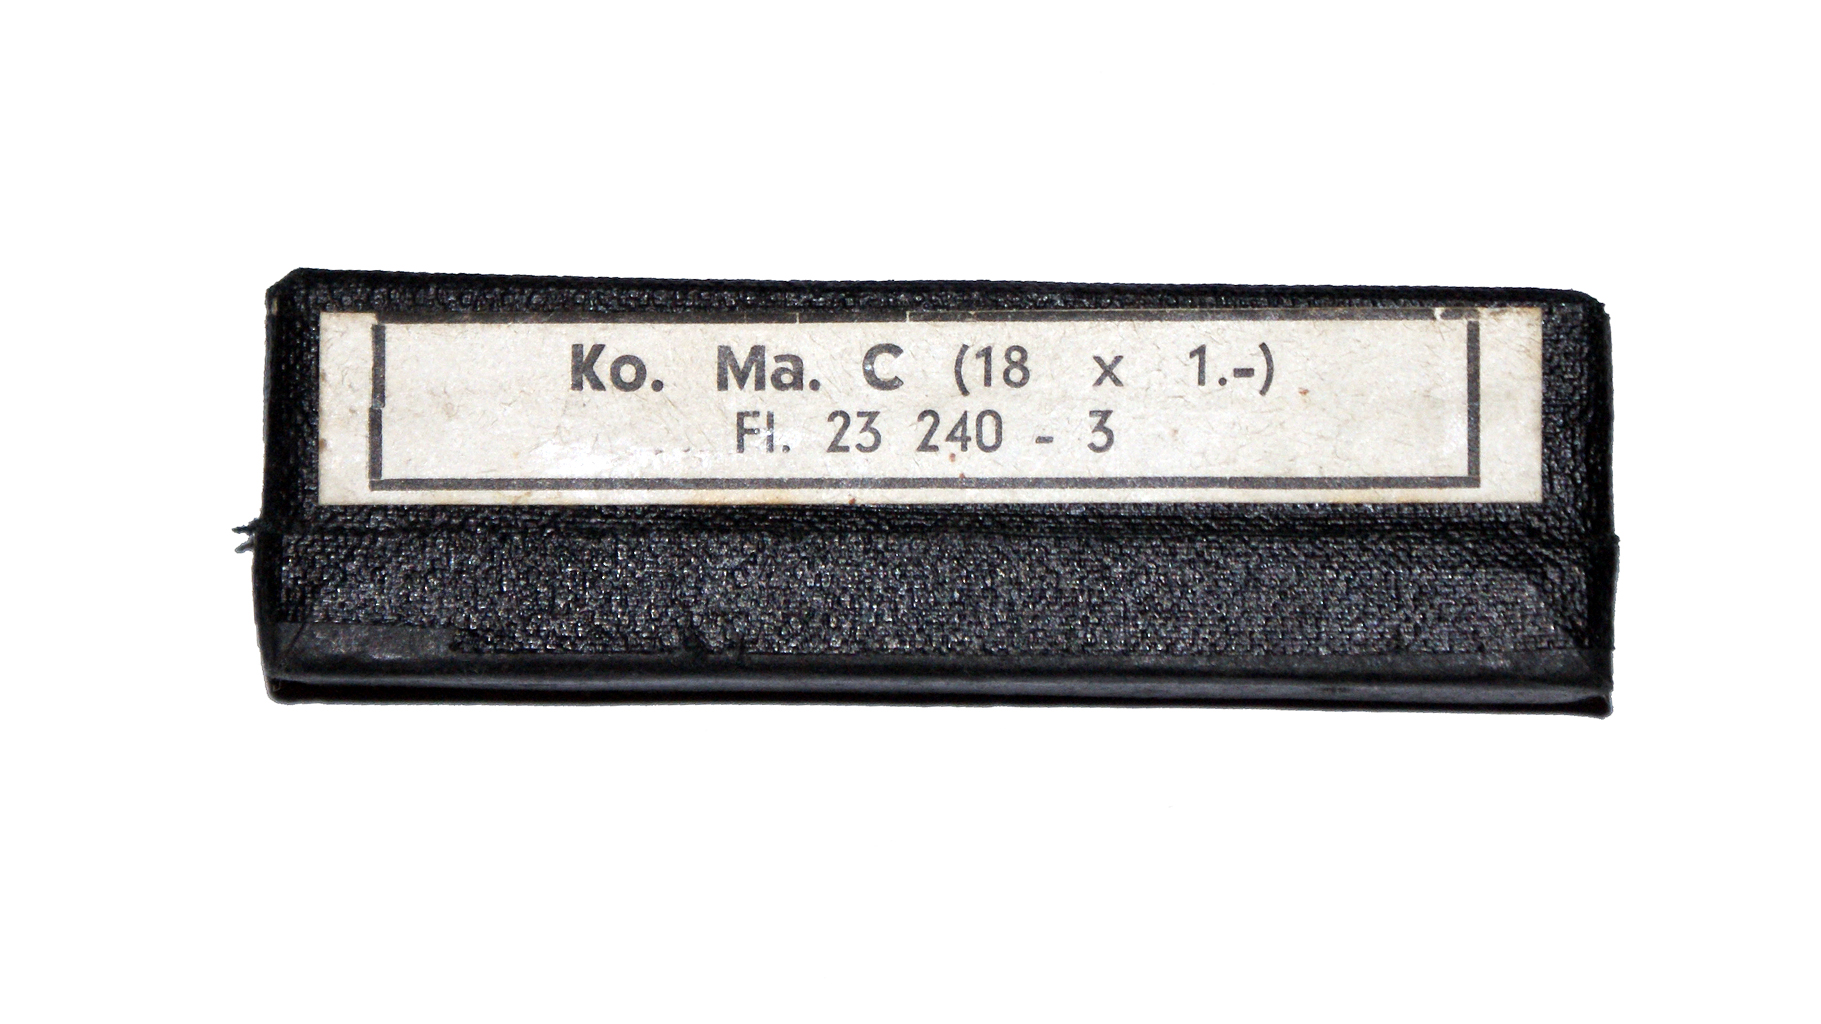 Ko. Ma. C (18 x 1.-)
Fl. 23 240 - 3